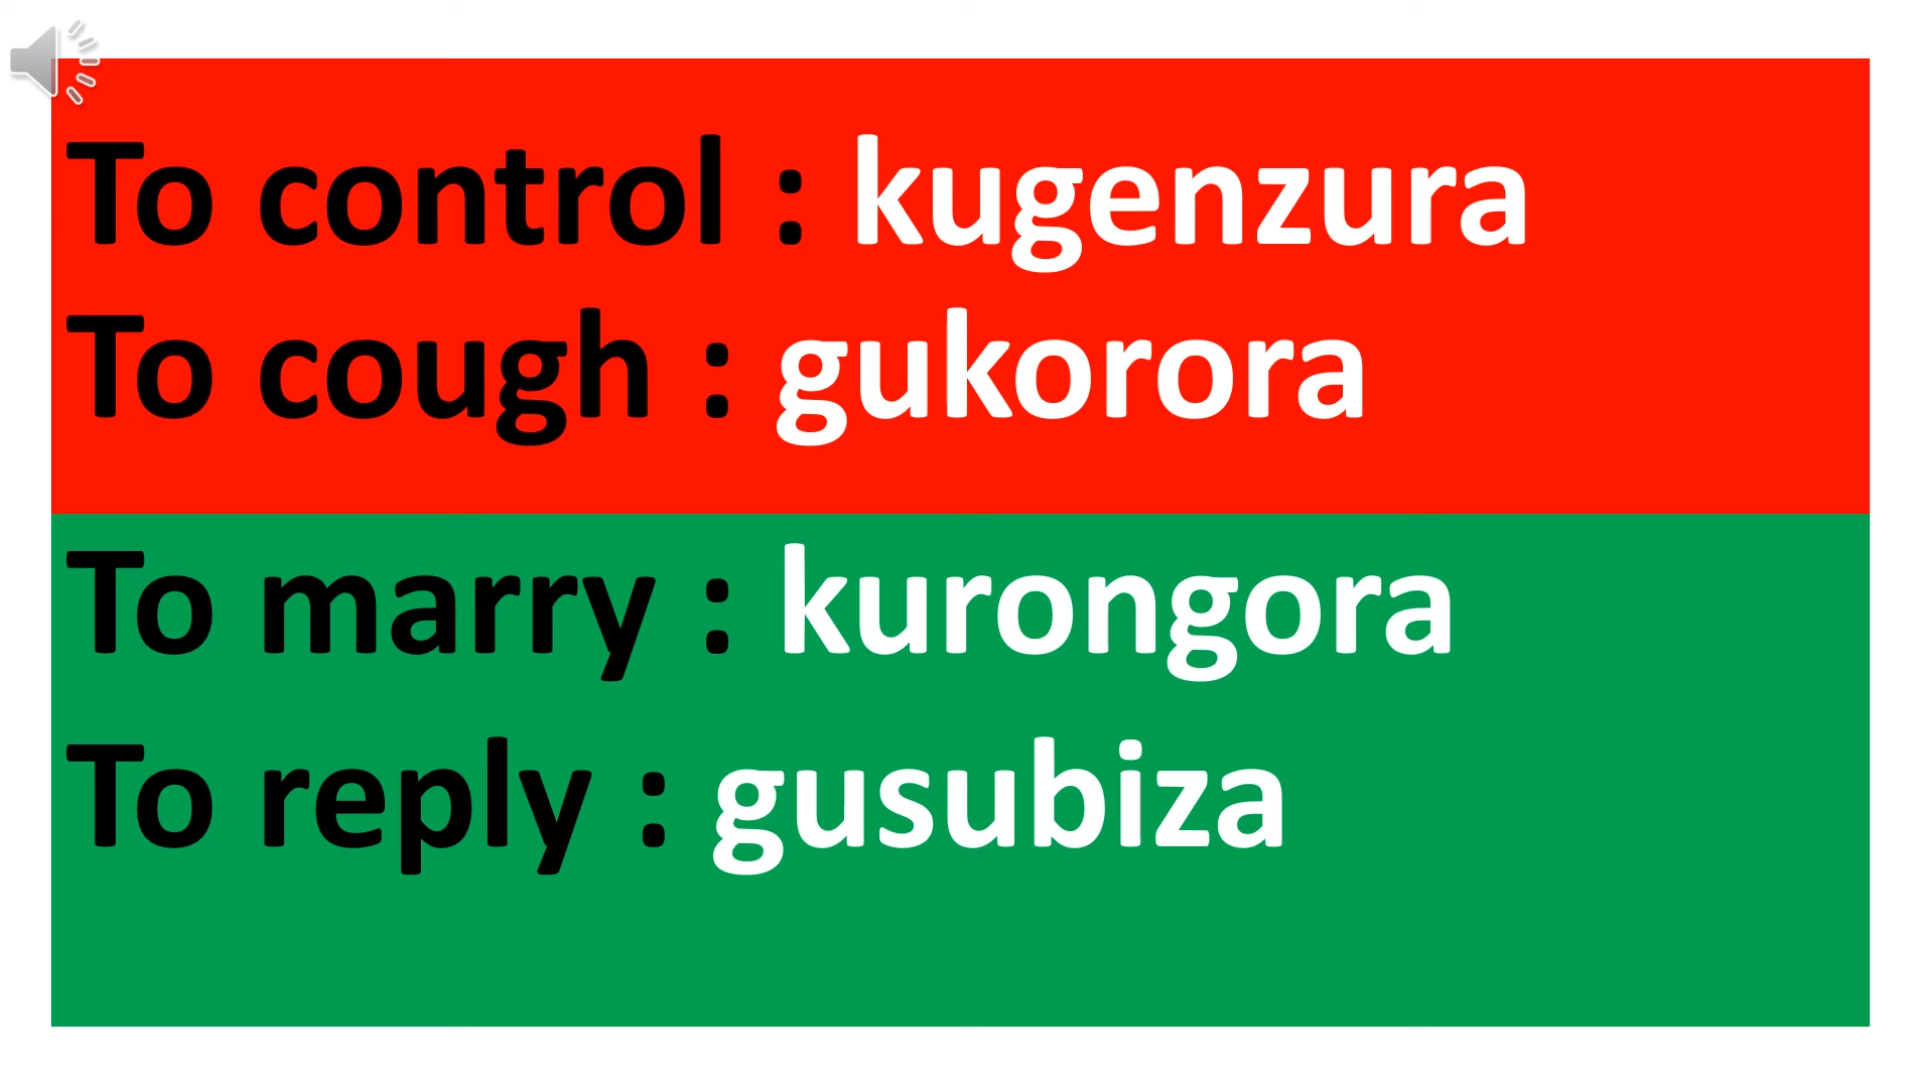 To control : kugenzura
To cough : gukorora
To marry : kurongora
To reply : gusubiza